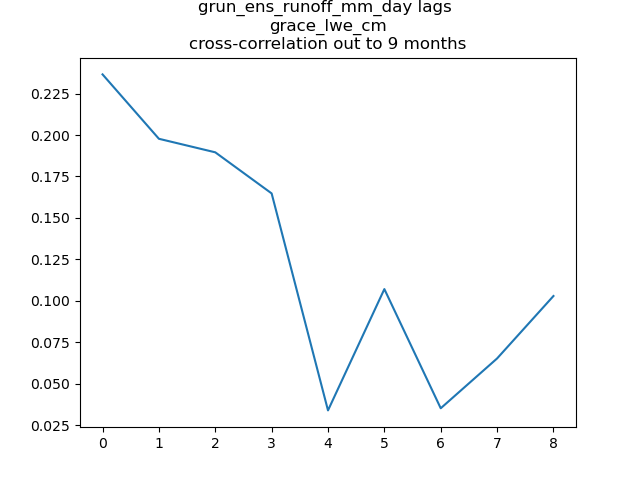 grun_ens_runoff_mm_day lags
grace_lwe_cm
cross-correlation out to 9 months
0.225
0.200
0.175
0.150
0.125
0.100
0.075
0.050
0.025
0 1 2 3 4 5 6 7 8